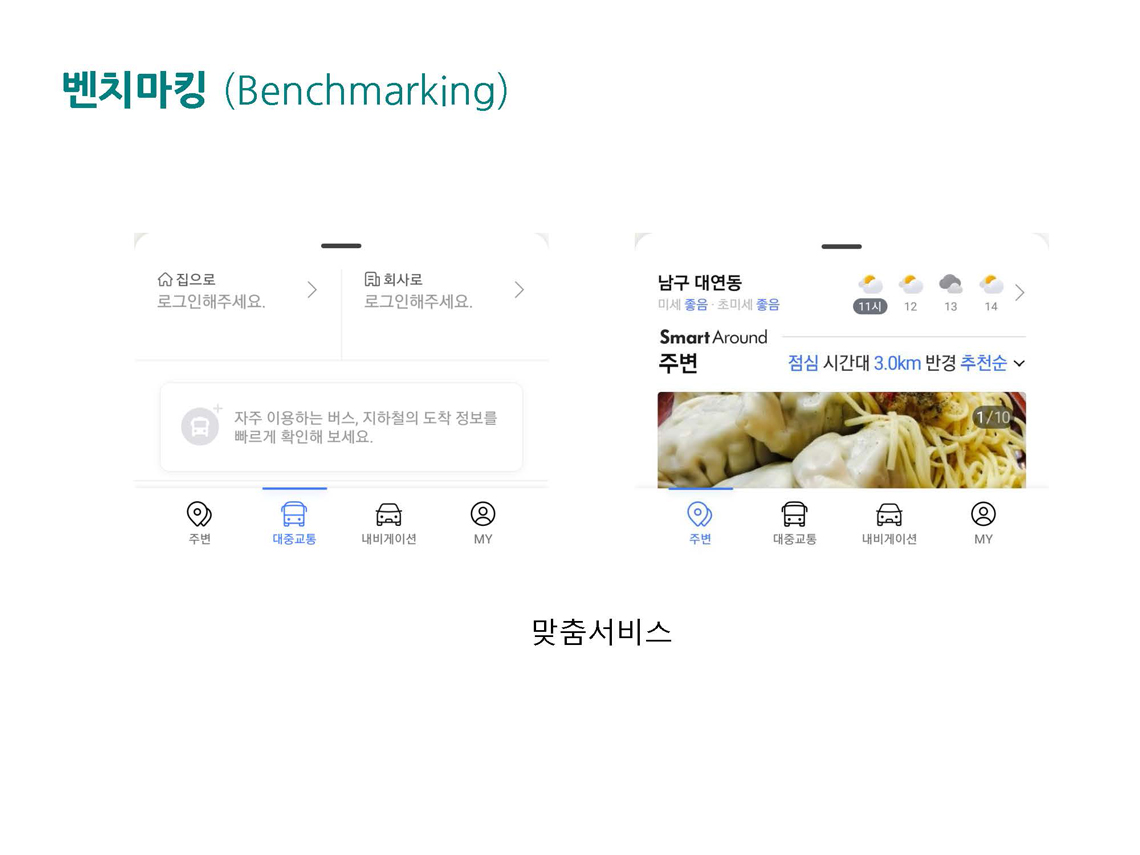 벤치마킹 (Benchmarking)
집으로
로그인해주세요.
회사로
로그인해주세요.
자주 이용하는 버스, 지하철의 도착 정보를
빠르게 확인해 보세요.
주변
대중교통
내비게이션
MY
남구 대연동
미세 좋음 · 초미세 좋음
11시
12
13
14
Smart Around
주변
점심 시간대 3.0km 반경 추천순
1/10
주변
대중교통
내비게이션
MY
맞춤서비스